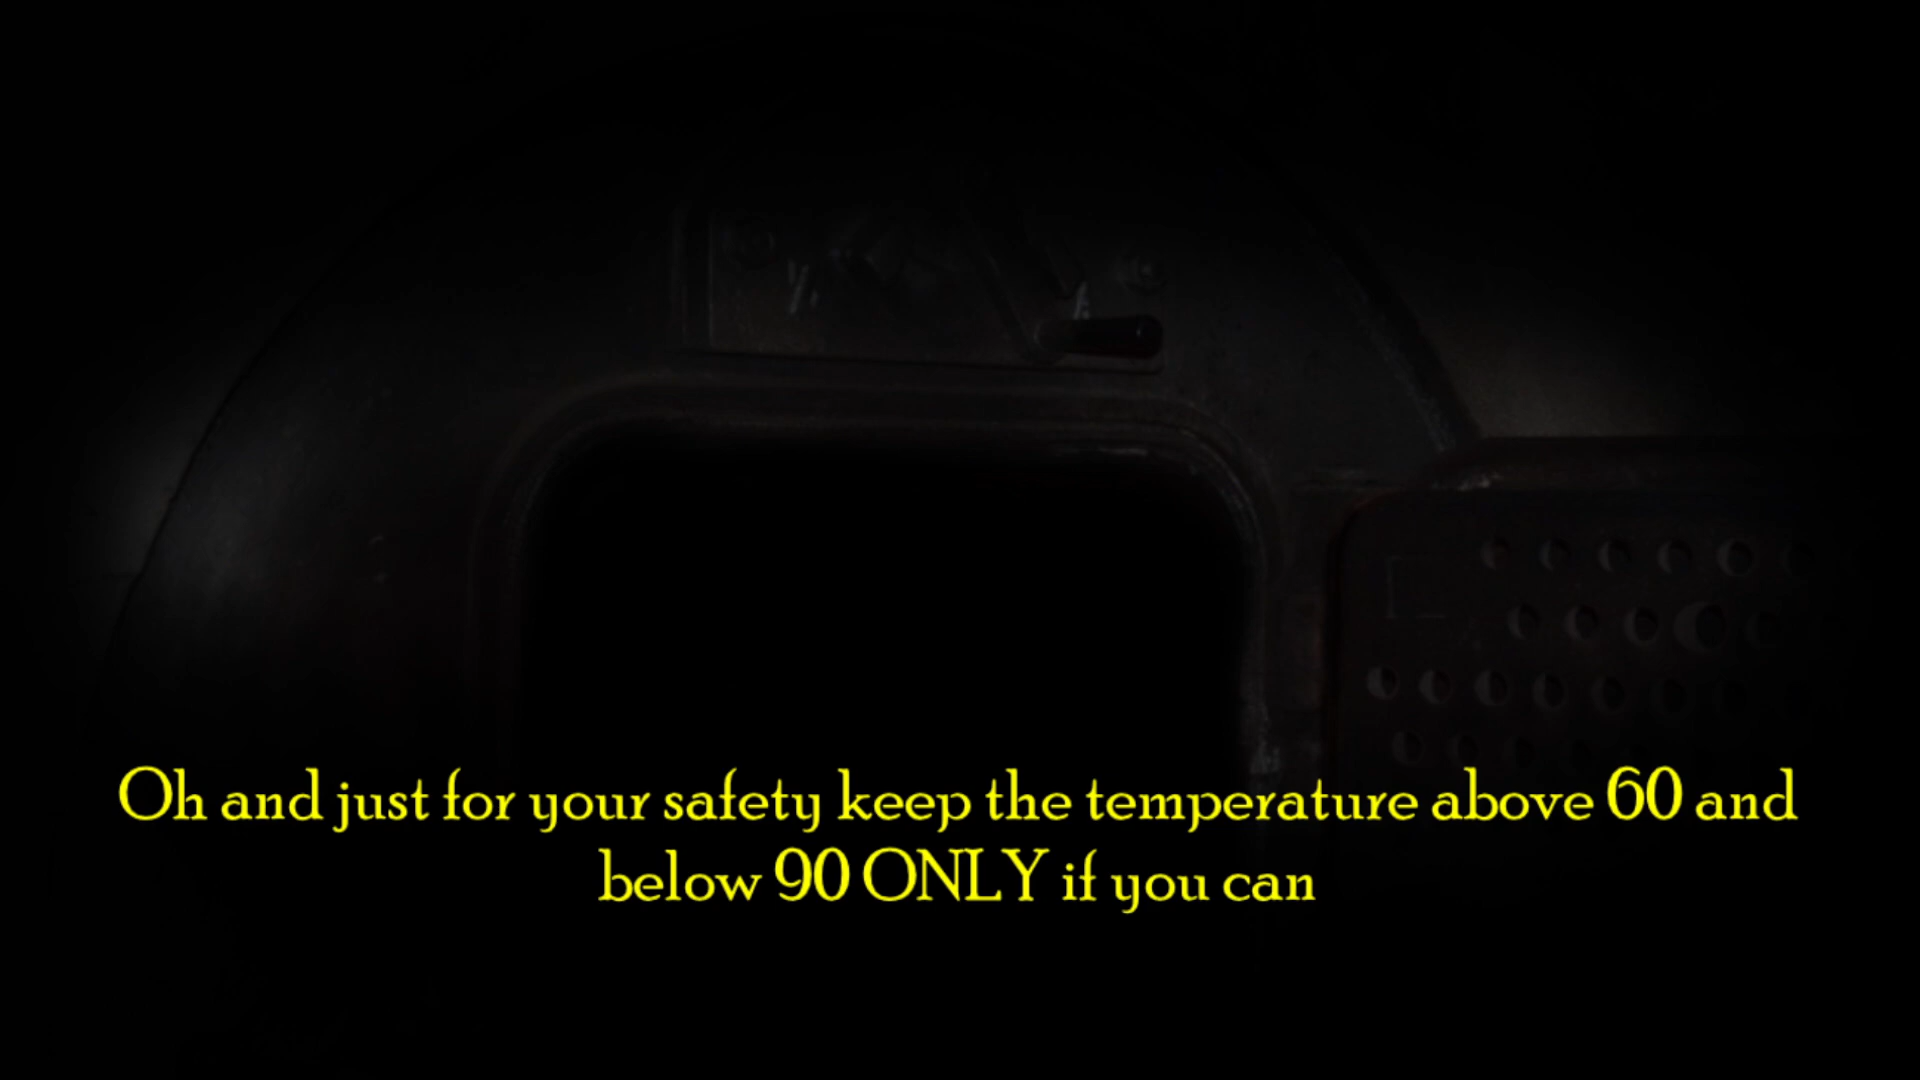 Oh and just for your safety keep the temperature above 60 and
below 90 ONLY if you can